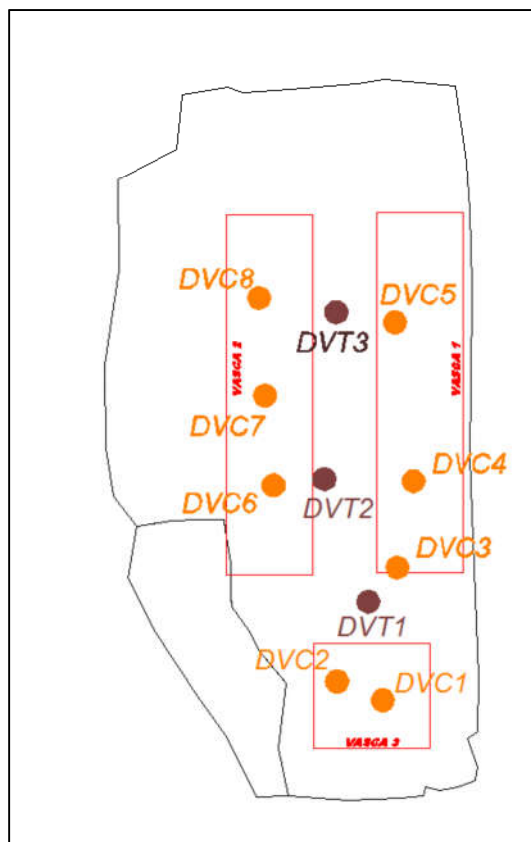 DVC8
DVC5
DVT3
VASCA 2
VASCA 1
DVC7
DVC4
DVC6
DVT2
DVC3
DVT1
DVC2
DVC1
VASCA 3